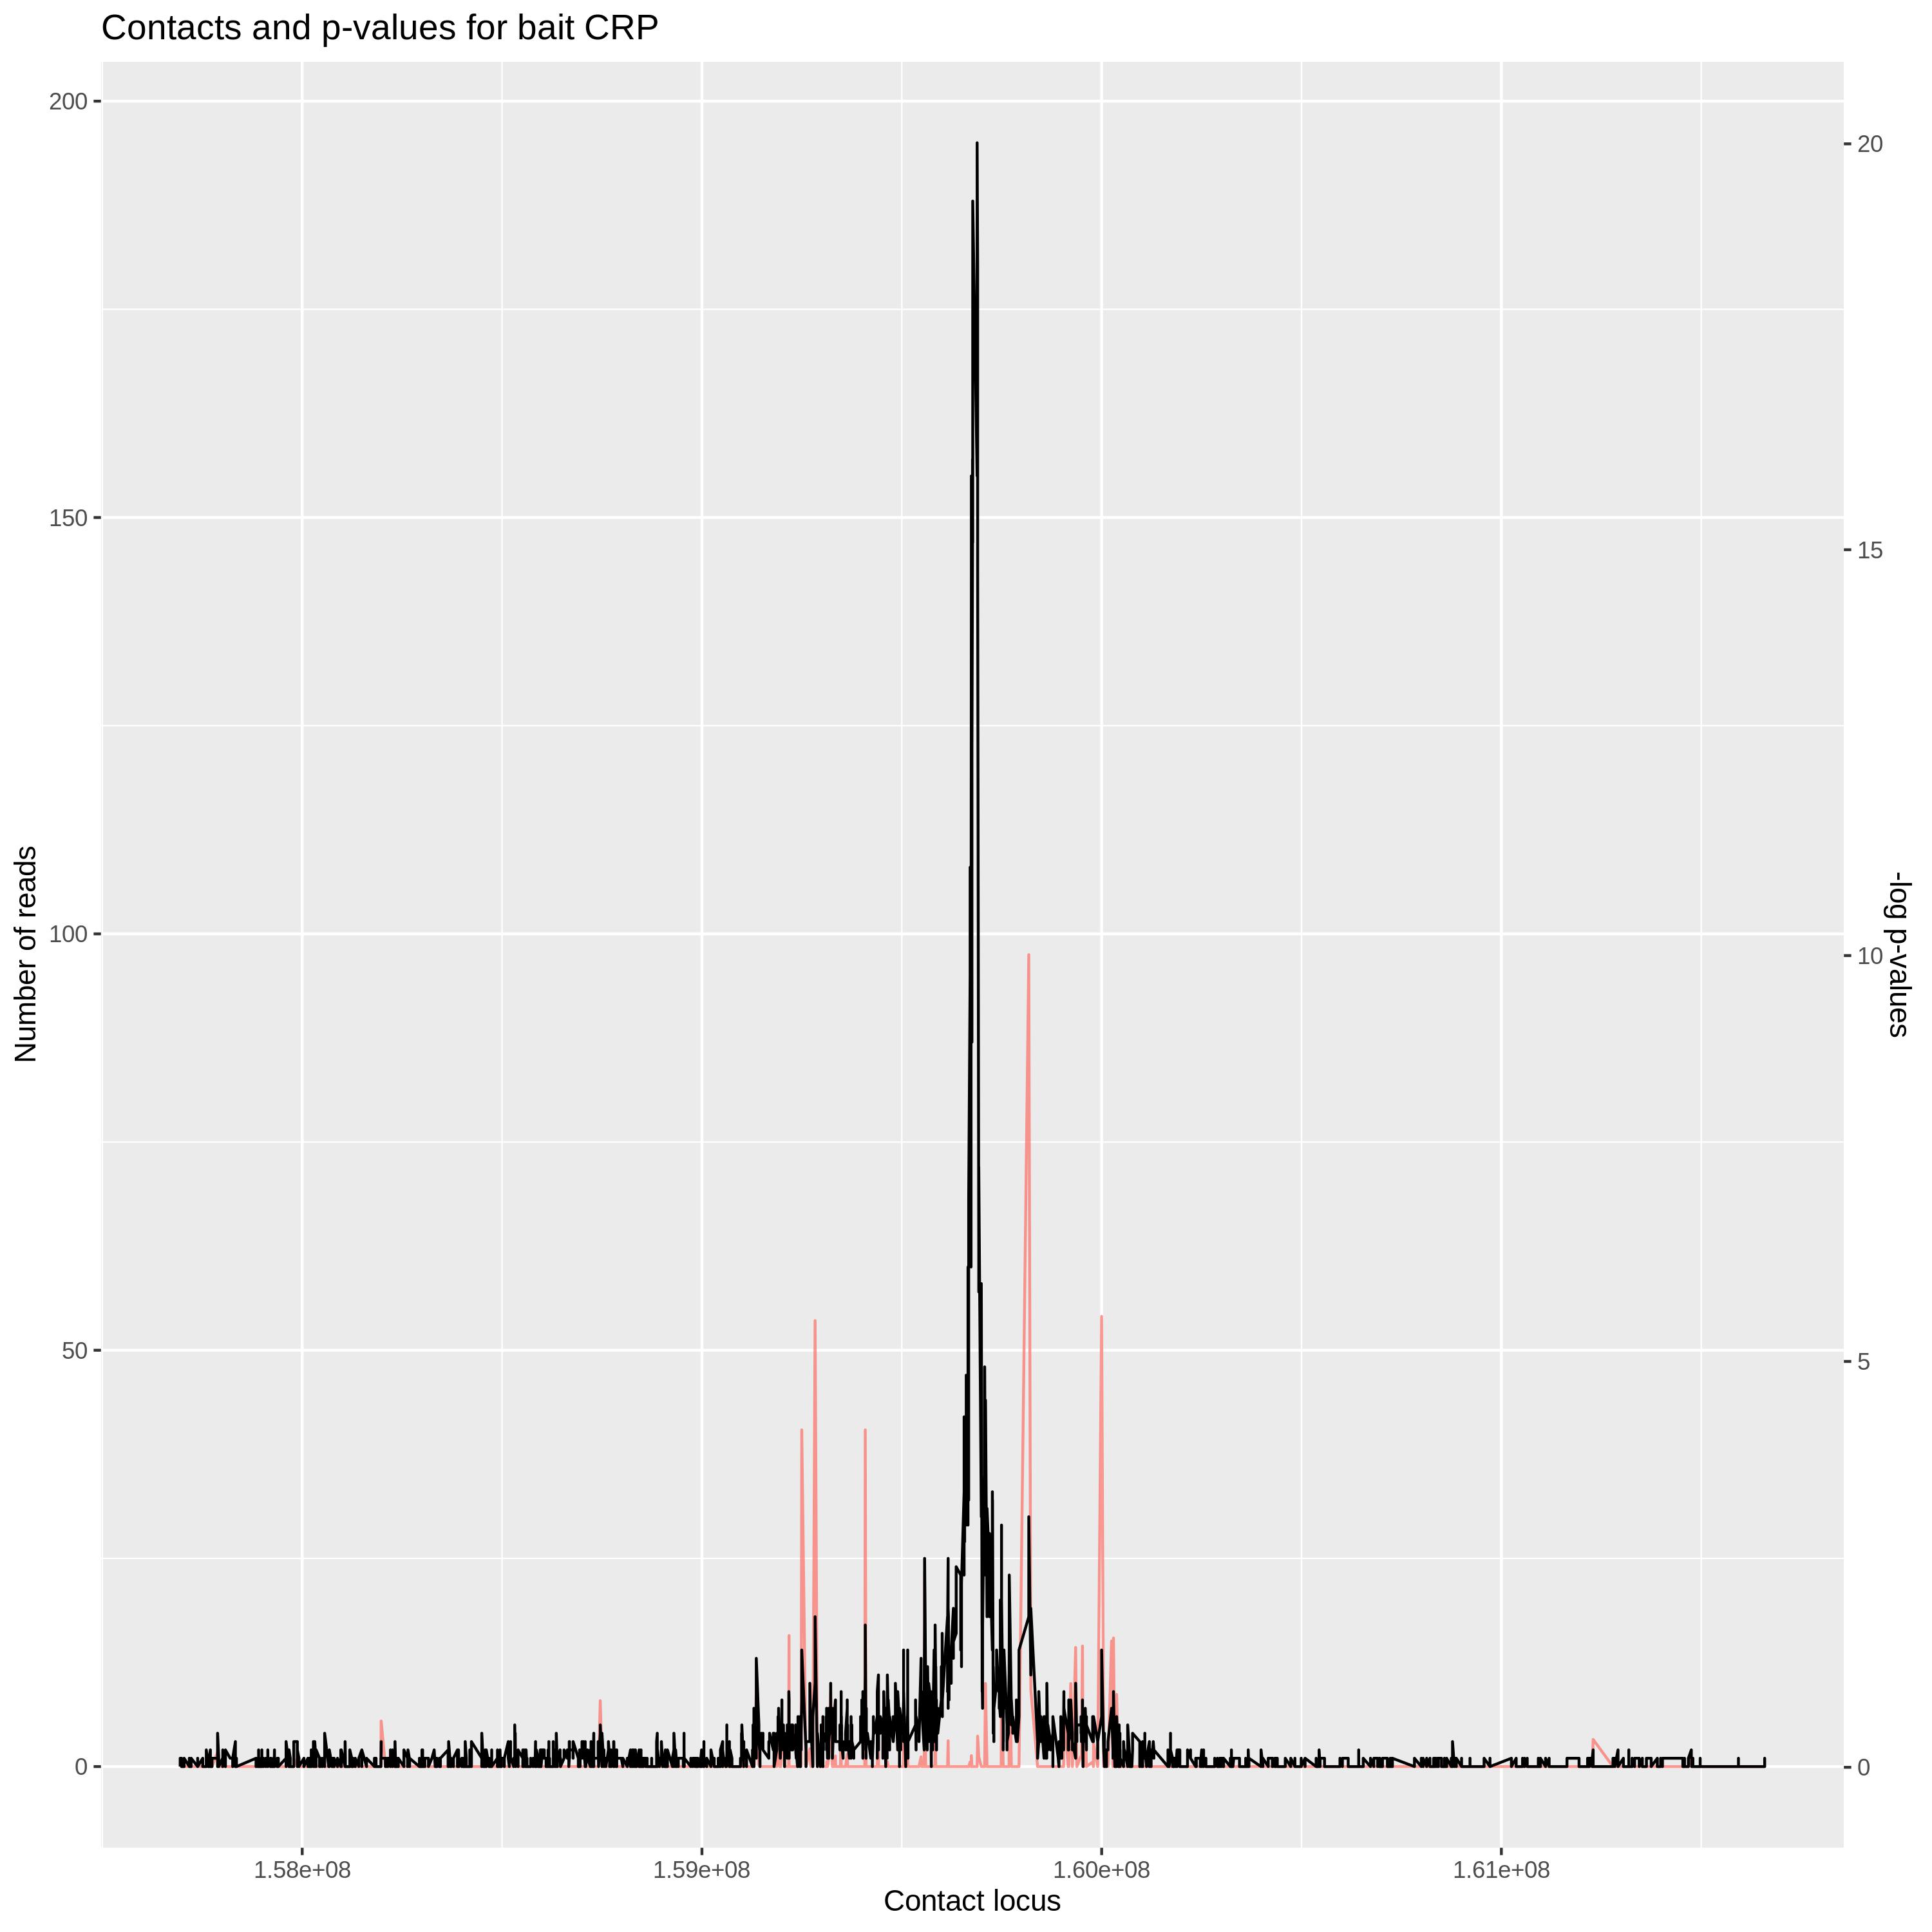 Contacts and p-values for bait CRP
200
150
100
50
0
Number of reads
20
15
10
5
0
-log p-values
1.58e+08
1.59e+08
1.60e+08
1.61e+08
Contact locus